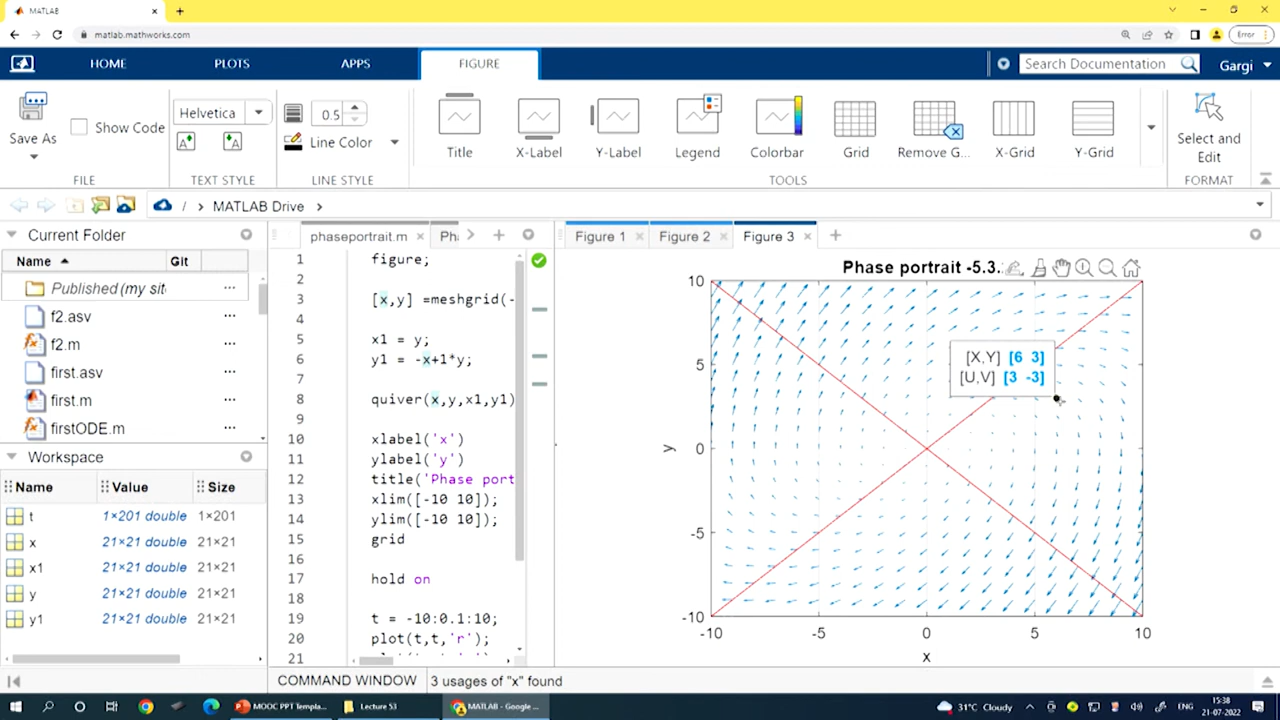 MATLAB
matlab.mathworks.com
Error
HOME
PLOTS
APPS
FIGURE
Search Documentation
Gargi
Save As
Show Code
FILE
Helvetica
TEXT STYLE
0.5
Line Color
LINE STYLE
Title
X-Label
Y-Label
Legend
Colorbar
Grid
Remove G...
X-Grid
Y-Grid
TOOLS
Select and
Edit
FORMAT
/ MATLAB Drive
Current Folder
Name
Git
Published (my sit
f2.asv
f2.m
first.asv
first.m
firstODE.m
Workspace
Name Value Size
t 1×201 double 1×201
x 21×21 double 21×21
x1 21×21 double 21×21
y 21×21 double 21×21
y1 21×21 double 21×21
phaseportrait.m
Pha
1 figure;
2
3 [x,y] =meshgrid(-
4
5 x1 = y;
6 y1 = -x+1*y;
7
8 quiver(x,y,x1,y1)
9
10 xlabel('x')
11 ylabel('y')
12 title('Phase port
13 xlim([-10 10]);
14 ylim([-10 10]);
15 grid
16
17 hold on
18
19 t = -10:0.1:10;
20 plot(t,t,'r');
21
Figure 1
Figure 2
Figure 3
Phase portrait -5.3.
10
5
0
-5
-10
y
[X,Y] [6 3]
[U,V] [3 -3]
-10 -5 0 5 10
x
COMMAND WINDOW
3 usages of "x" found
MOOC PPT Templa...
Lecture 53
MATLAB - Google ...
31°C Cloudy
ENG
15:38
21-07-2022